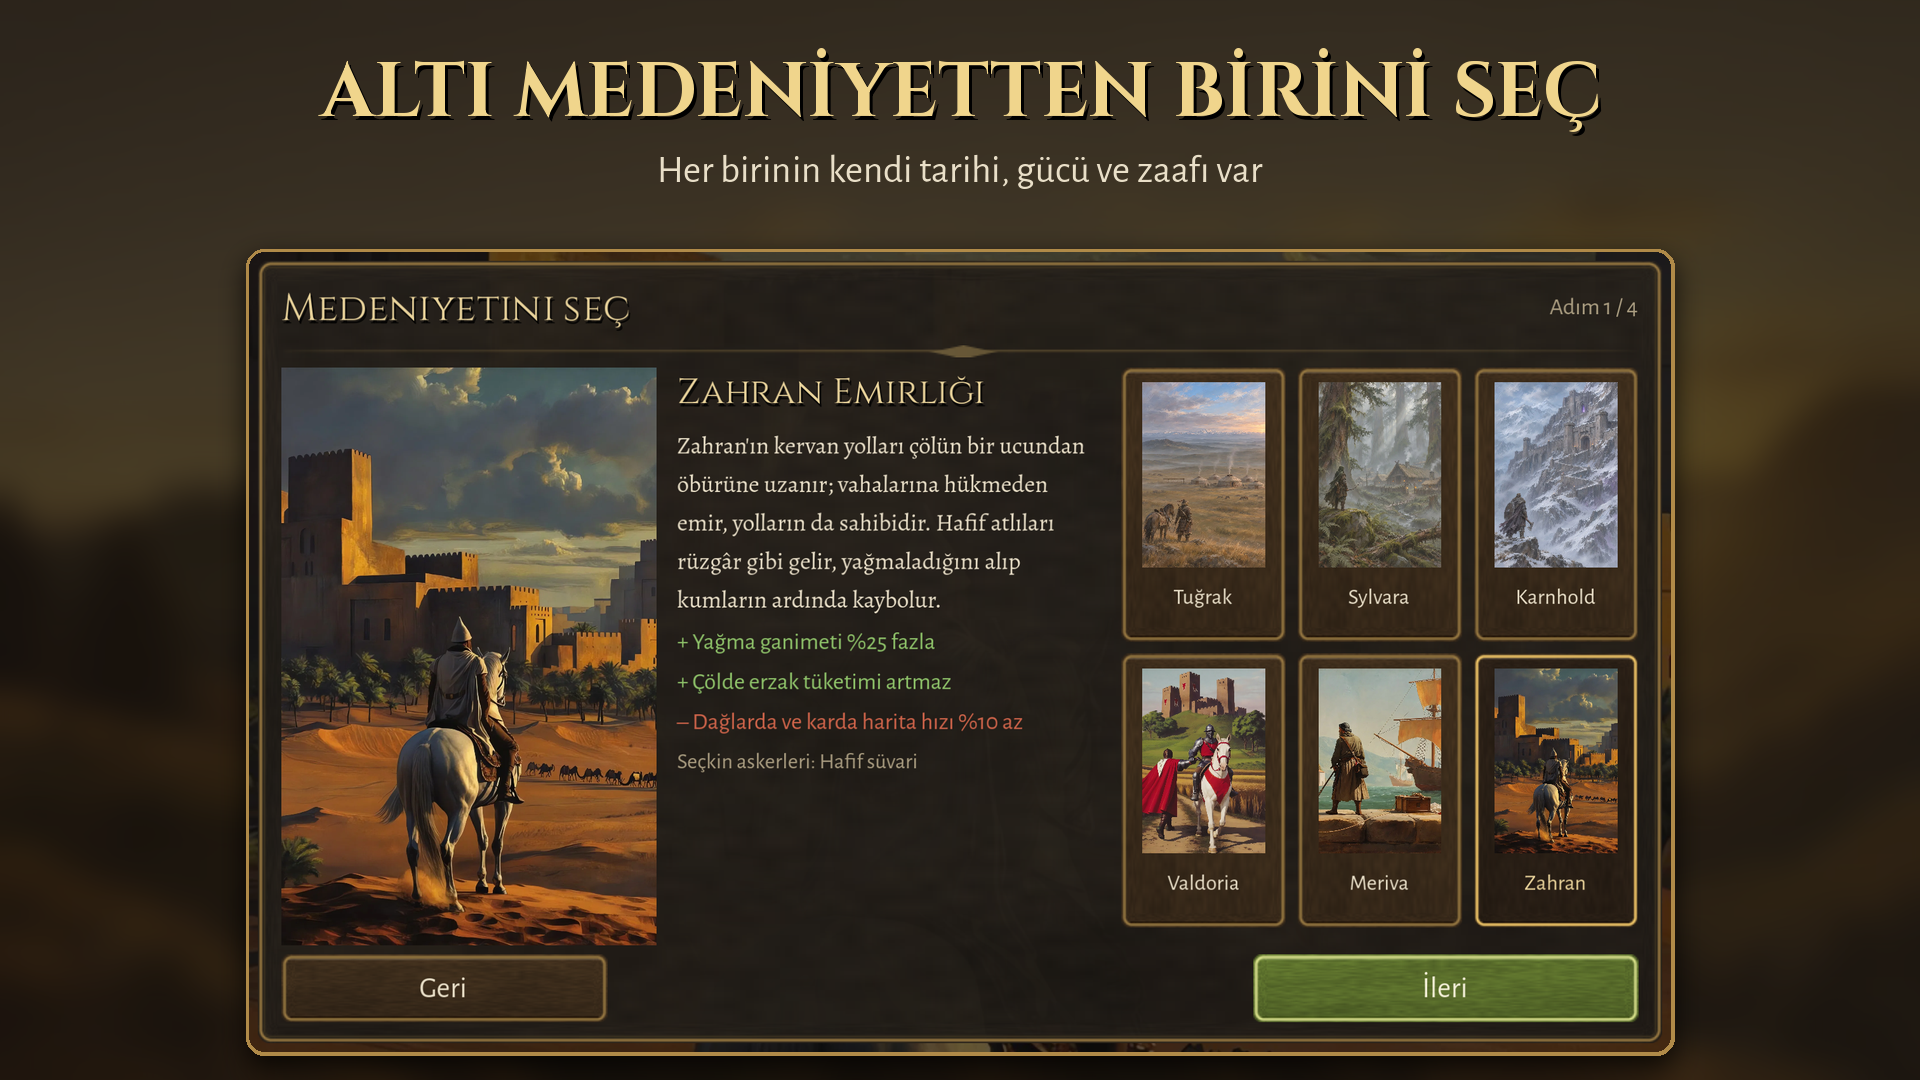 ALTI MEDENİYETTEN BİRİNİ SEÇ
Her birinin kendi tarihi, gücü ve zaafı var
MEDENIYETINI SEÇ
Adım 1 / 4
ZAHRAN EMIRLIĞI
Zahran'ın kervan yolları çölün bir ucundan
öbürüne uzanır; vahalarına hükmeden
emir, yolların da sahibidir. Hafif atlıları
rüzgâr gibi gelir, yağmaladığını alıp
kumların ardında kaybolur.
+ Yağma ganimeti %25 fazla
+ Çölde erzak tüketimi artmaz
– Dağlarda ve karda harita hızı %10 az
Seçkin askerleri: Hafif süvari
Tuğrak
Sylvara
Karnhold
Valdoria
Meriva
Zahran
Geri
İleri